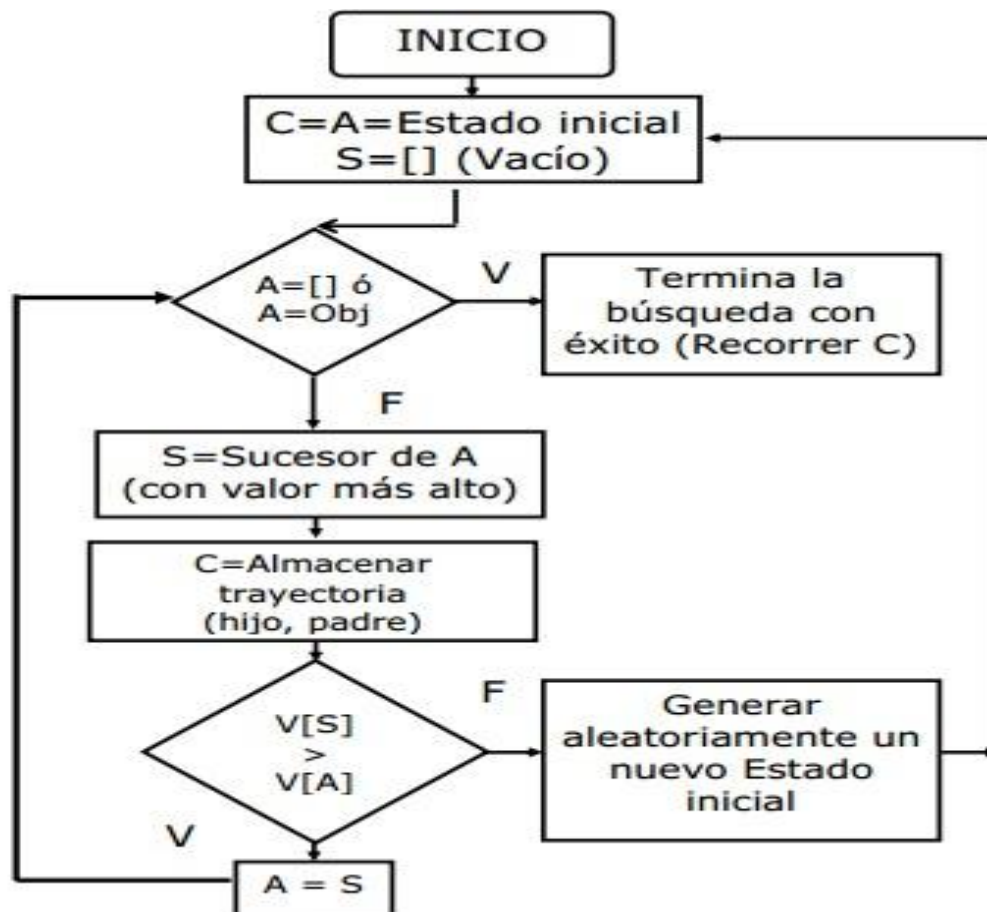 INICIO
C=A=Estado inicial
S=[] (Vacío)
A=[] ó
A=Obj
V
Termina la
búsqueda con
éxito (Recorrer C)
F
S=Sucesor de A
(con valor más alto)
C=Almacenar
trayectoria
(hijo, padre)
V[S]
>
V[A]
F
Generar
aleatoriamente un
nuevo Estado
inicial
V
A = S